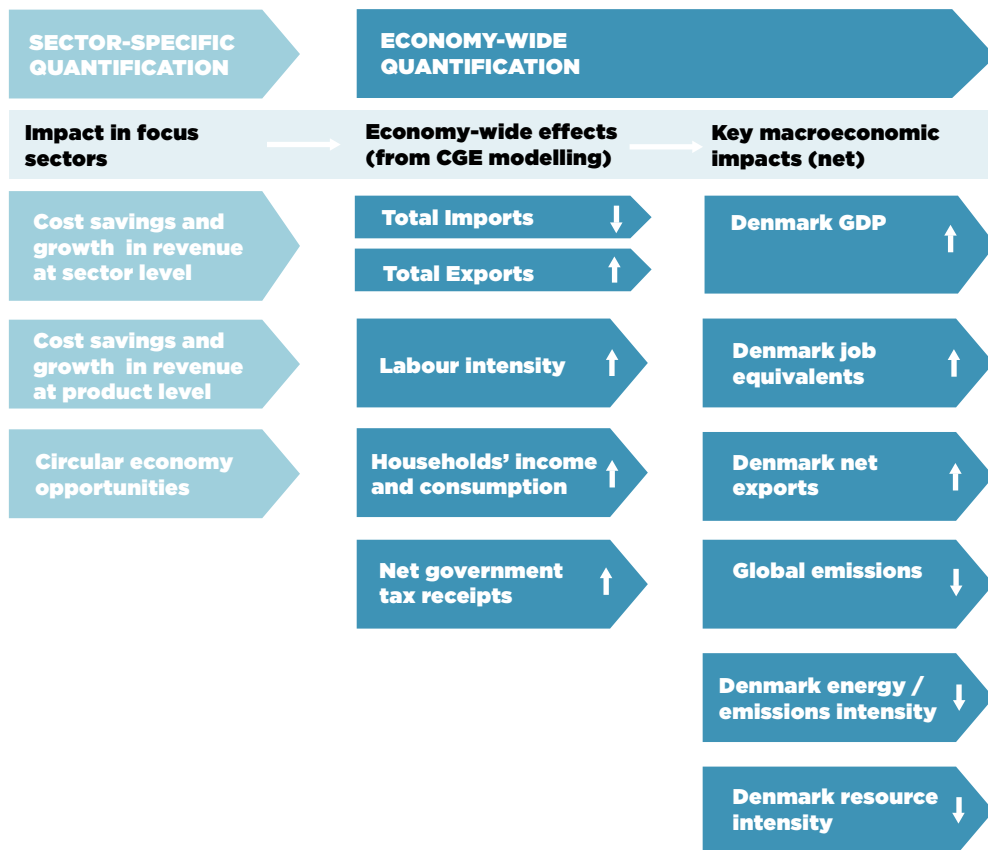 SECTOR-SPECIFIC
QUANTIFICATION
ECONOMY-WIDE
QUANTIFICATION
Impact in focus
sectors
Economy-wide effects
(from CGE modelling)
Key macroeconomic
impacts (net)
Cost savings and
growth in revenue
at sector level
Cost savings and
growth in revenue
at product level
Circular economy
opportunities
Total Imports
Total Exports
Labour intensity
Households’ income
and consumption
Net government
tax receipts
Denmark GDP
Denmark job
equivalents
Denmark net
exports
Global emissions
Denmark energy /
emissions intensity
Denmark resource
intensity